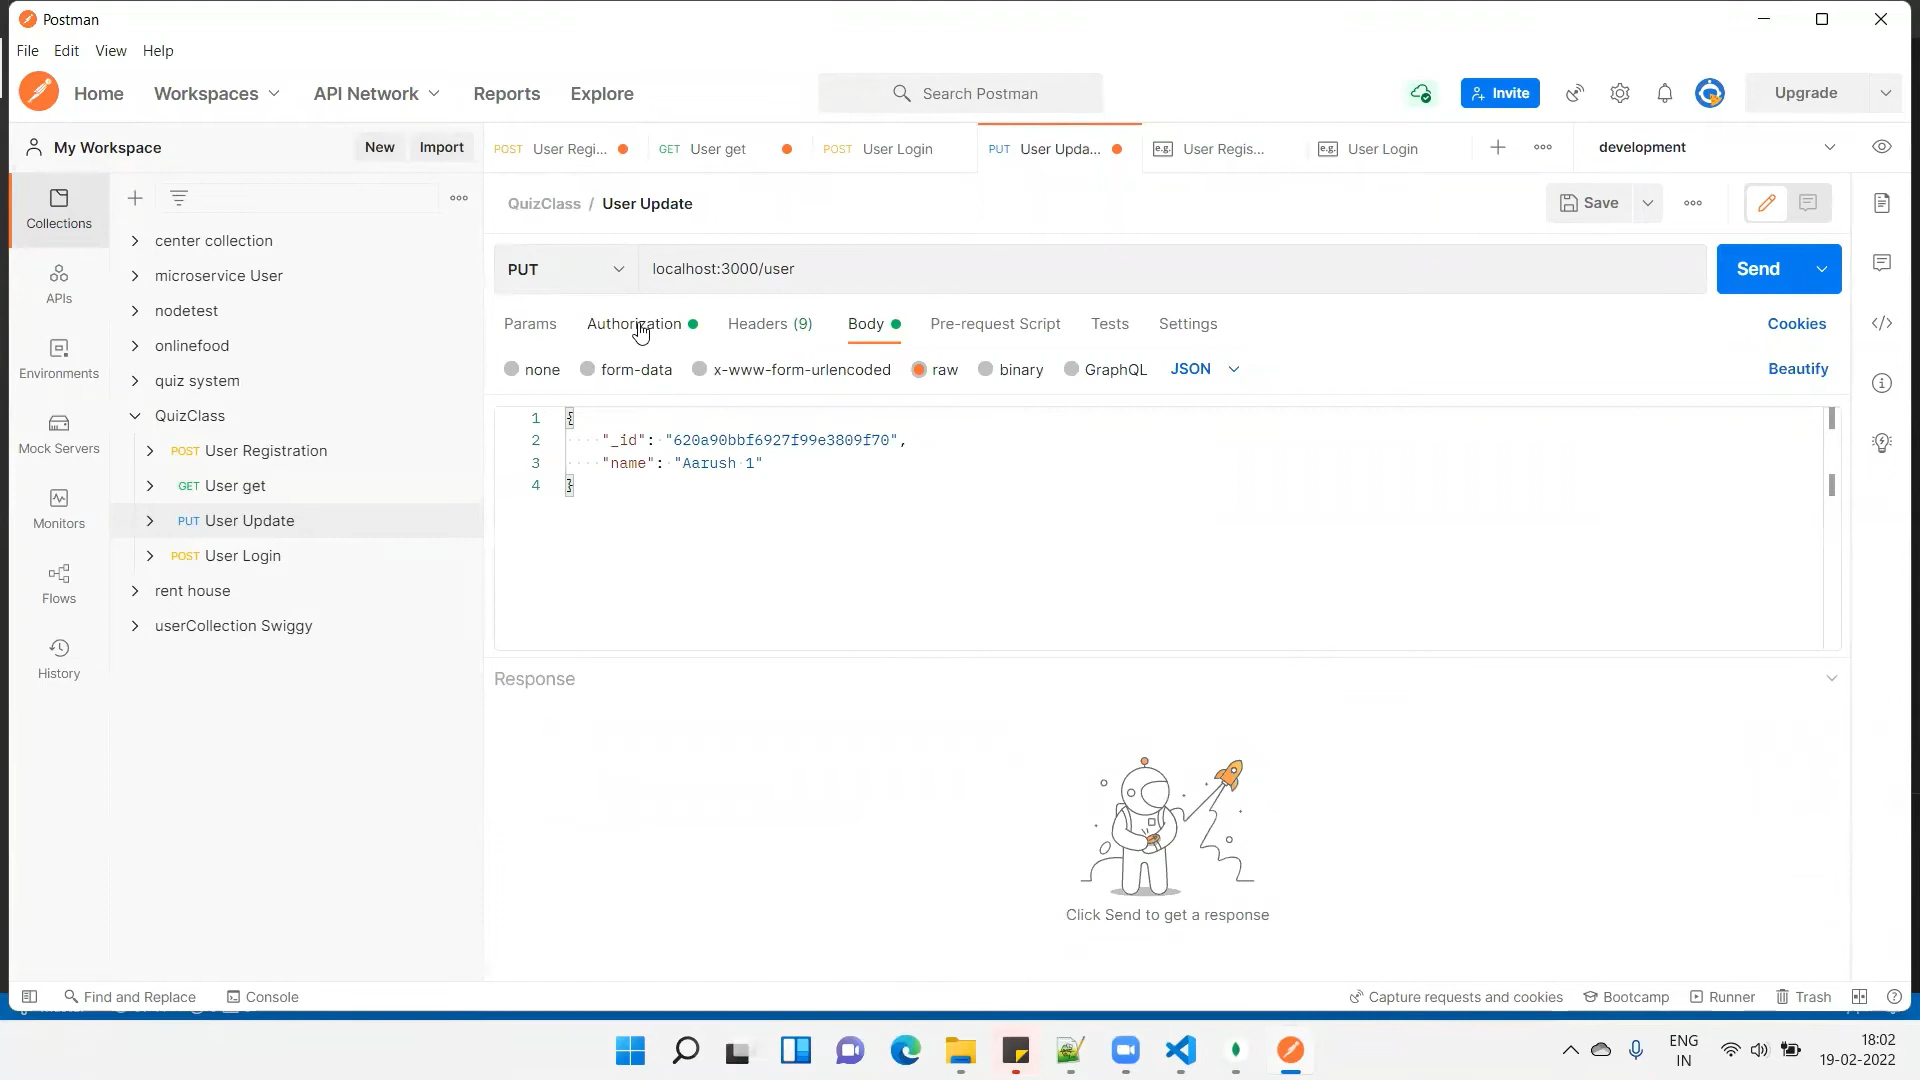 Postman
File Edit View Help
Home Workspaces API Network Reports Explore Search Postman Invite Upgrade
My Workspace New Import
POST User Regi... GET User get POST User Login PUT User Upda... e.g. User Regis... e.g. User Login development
Collections
APIs
Environments
Mock Servers
Monitors
Flows
History
center collection
microservice User
nodetest
onlinefood
quiz system
QuizClass
POST User Registration
GET User get
PUT User Update
POST User Login
rent house
userCollection Swiggy
QuizClass / User Update Save
PUT localhost:3000/user Send
Params Authorization Headers (9) Body Pre-request Script Tests Settings Cookies
none form-data x-www-form-urlencoded raw binary GraphQL JSON Beautify
1 {
2 "_id": "620a90bbf6927f99e3809f70",
3 "name": "Aarush 1"
4 }
Response
Click Send to get a response
Find and Replace Console Capture requests and cookies Bootcamp Runner Trash
ENG
IN
18:02
19-02-2022